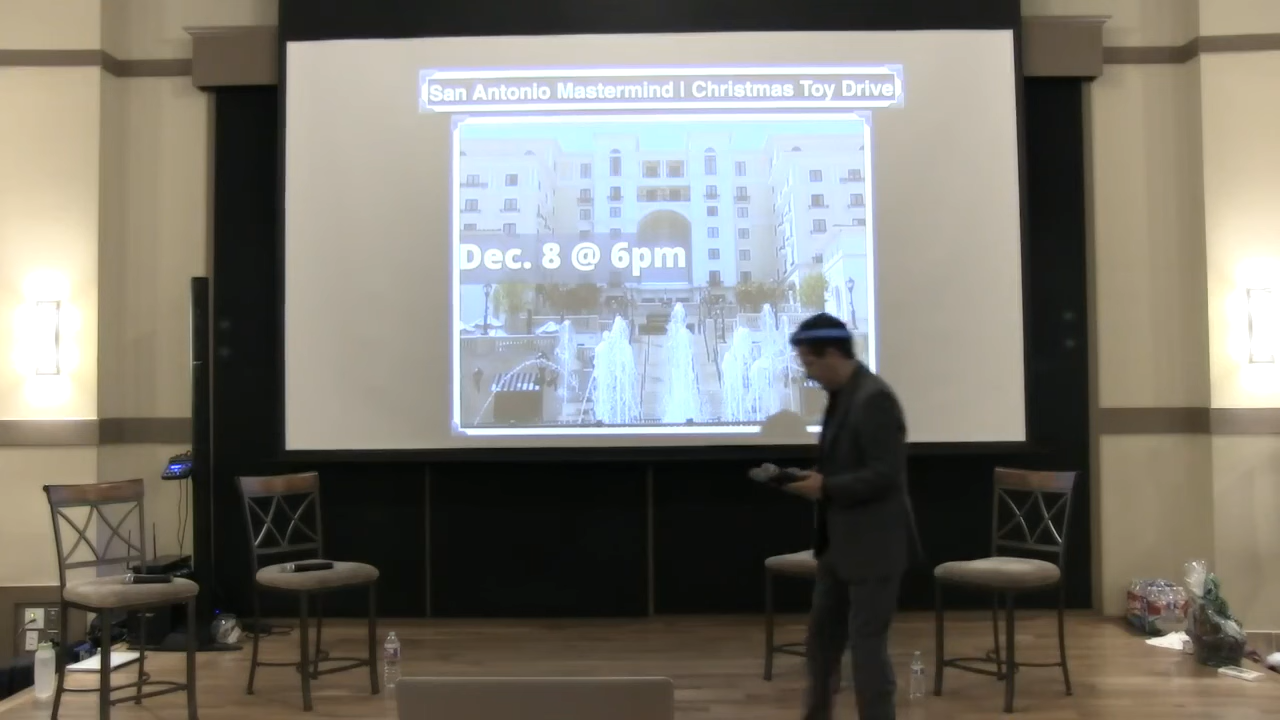 San Antonio Mastermind | Christmas Toy Drive
Dec. 8 @ 6pm